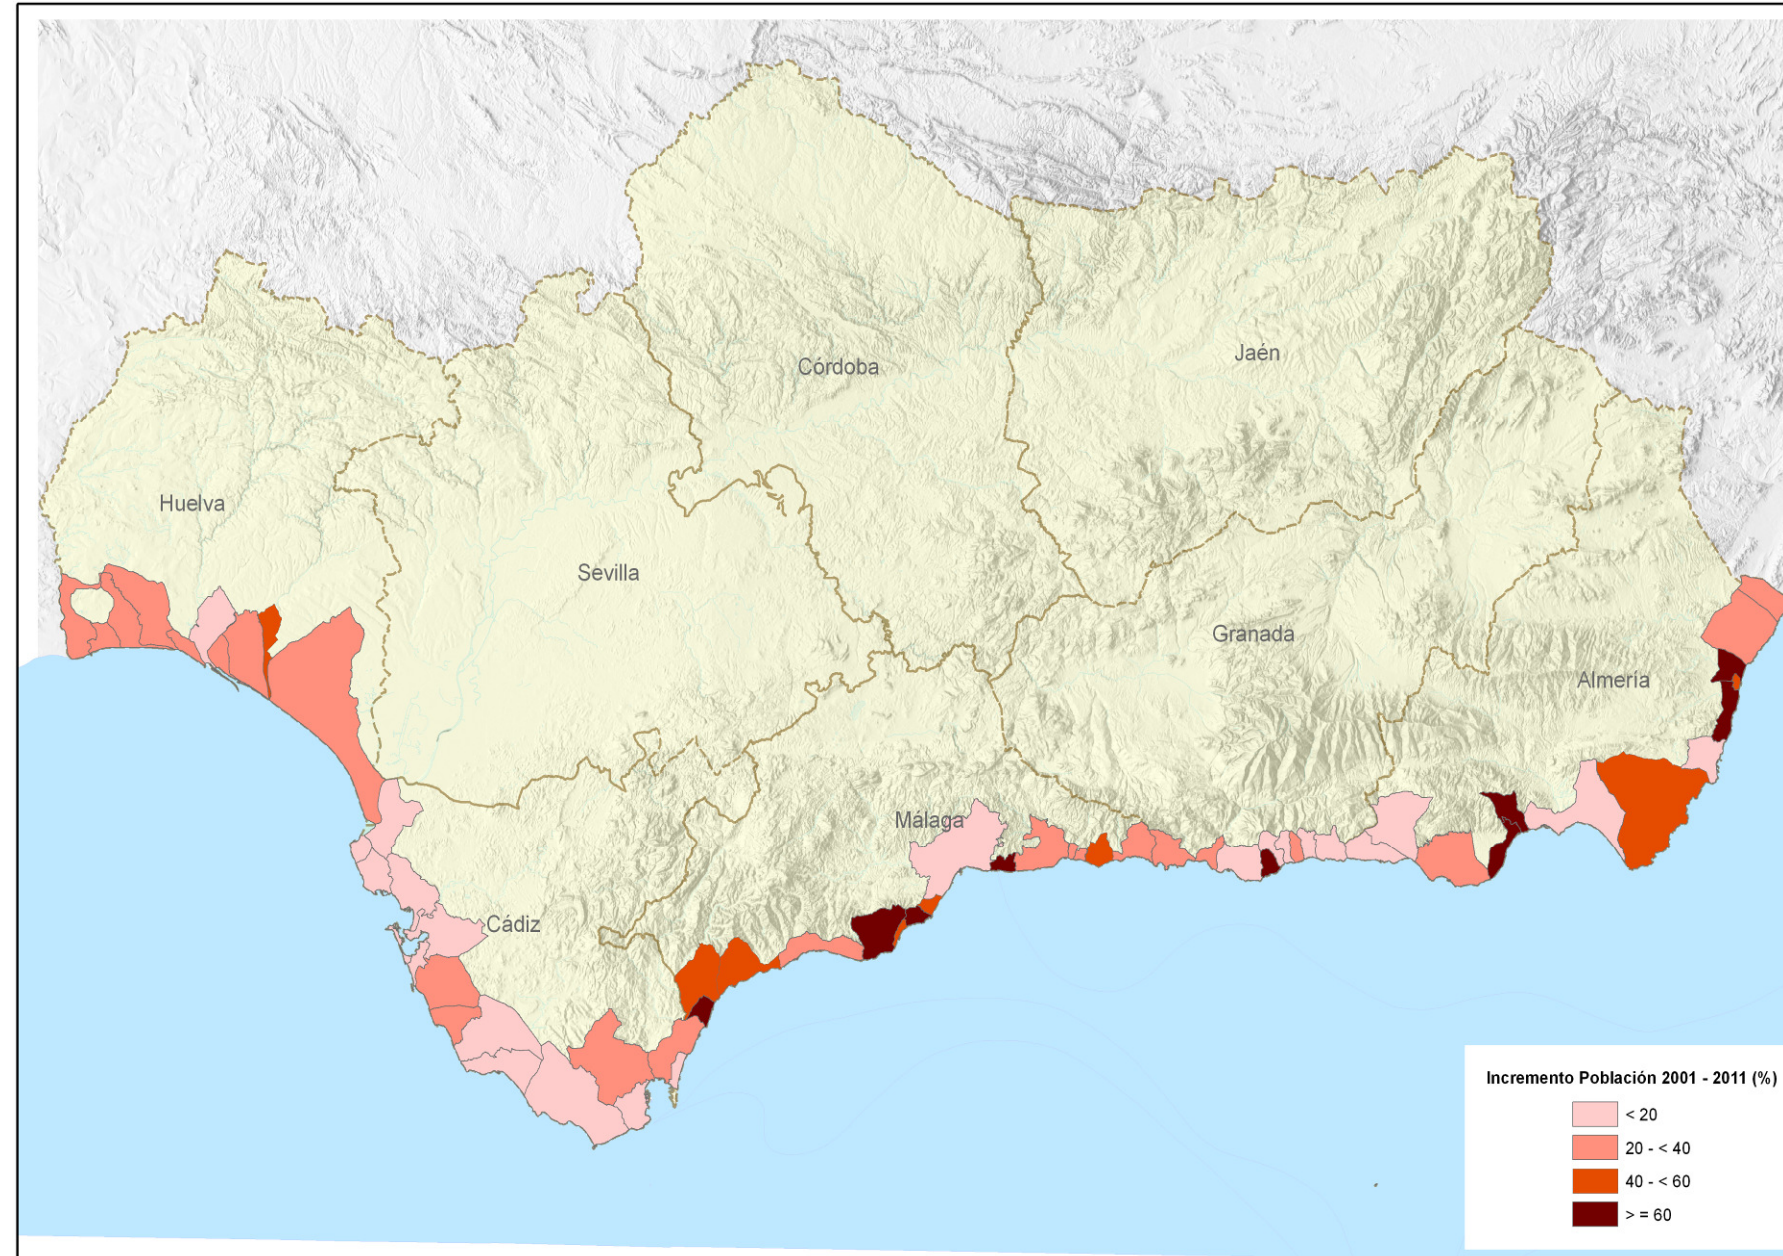 Córdoba
Jaén
Huelva
Sevilla
Granada
Almería
Málaga
Cádiz
Incremento Población 2001 - 2011 (%)
< 20
20 - < 40
40 - < 60
> = 60